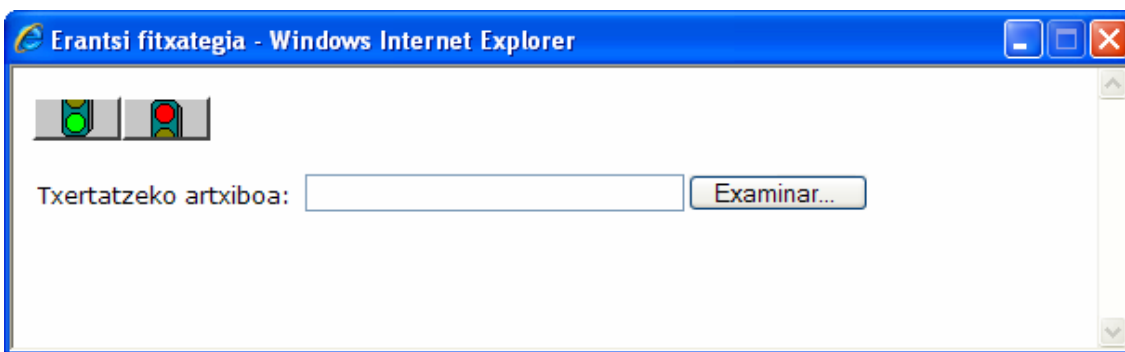 Erantsi fitxategia - Windows Internet Explorer
Txertatzeko artxiboa: Examinar...